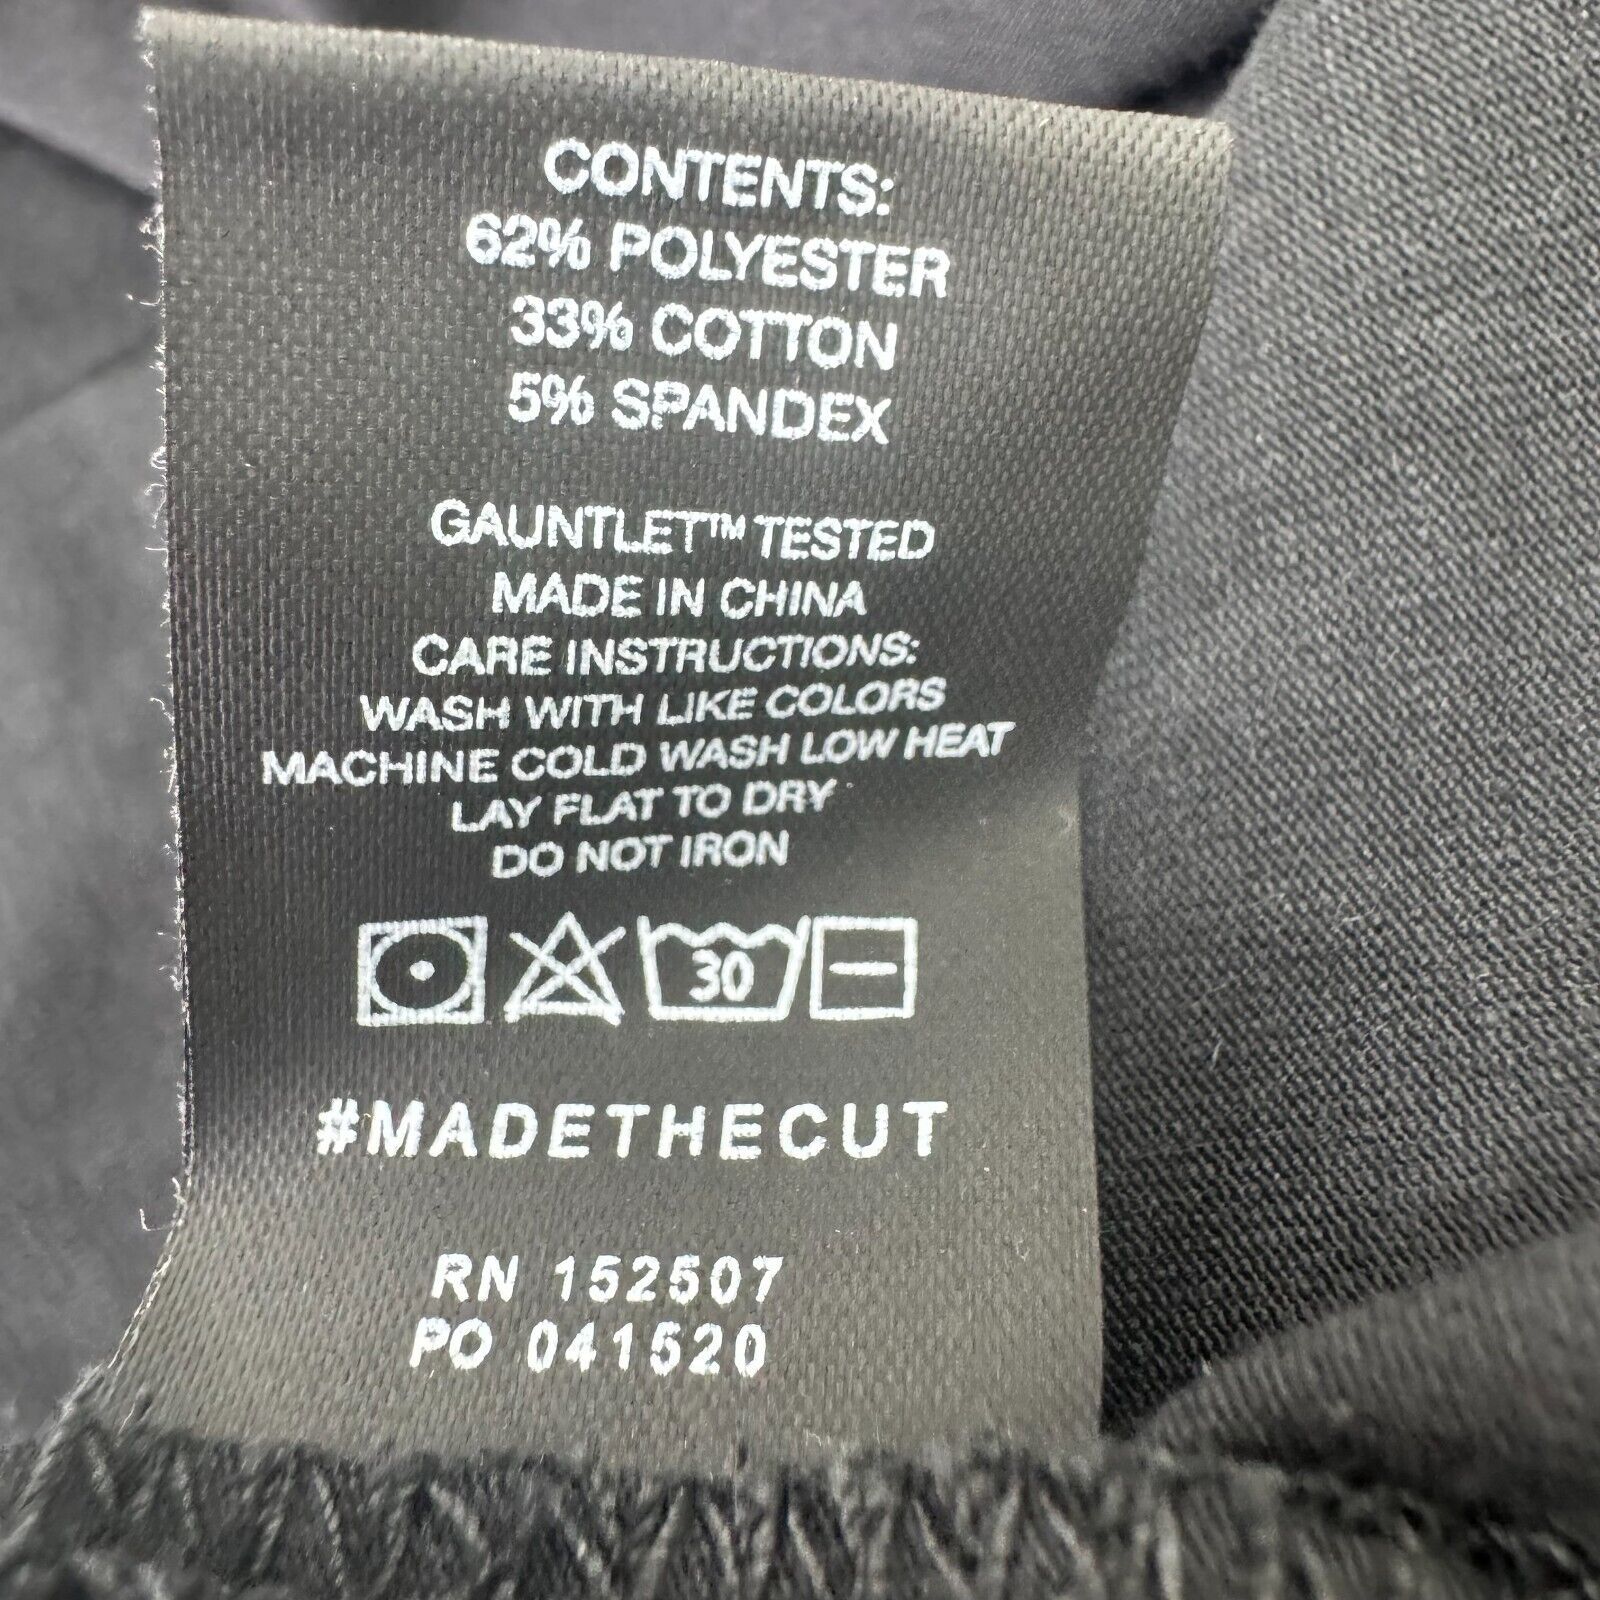 CONTENTS:
62% POLYESTER
33% COTTON
5% SPANDEX
GAUNTLET™ TESTED
MADE IN CHINA
CARE INSTRUCTIONS:
WASH WITH LIKE COLORS
MACHINE COLD WASH LOW HEAT
LAY FLAT TO DRY
DO NOT IRON
30
#MADETHECUT
RN 152507
PO 041520